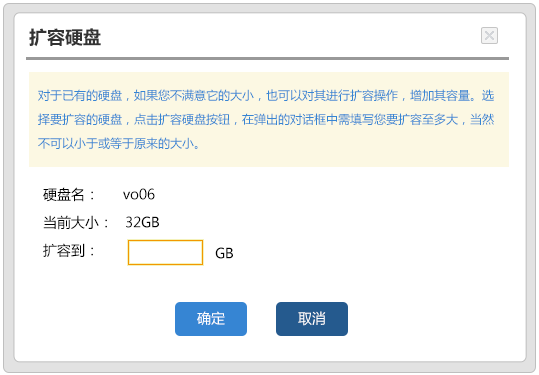 扩容硬盘
对于已有的硬盘，如果您不满意它的大小，也可以对其进行扩容操作，增加其容量。选
择要扩容的硬盘，点击扩容硬盘按钮，在弹出的对话框中需填写您要扩容至多大，当然
不可以小于或等于原来的大小。
硬盘名： vo06
当前大小： 32GB
扩容到： GB
确定 取消